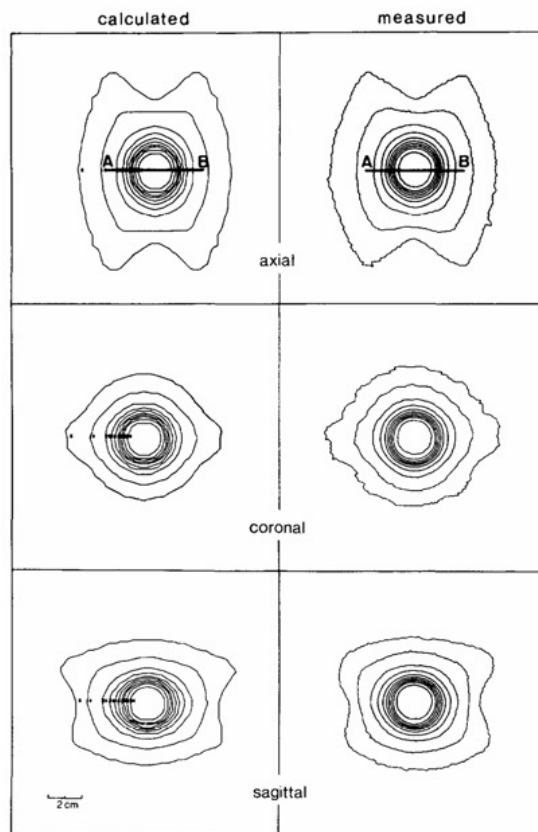 calculated measured
A B A B
axial
coronal
sagittal
2 cm